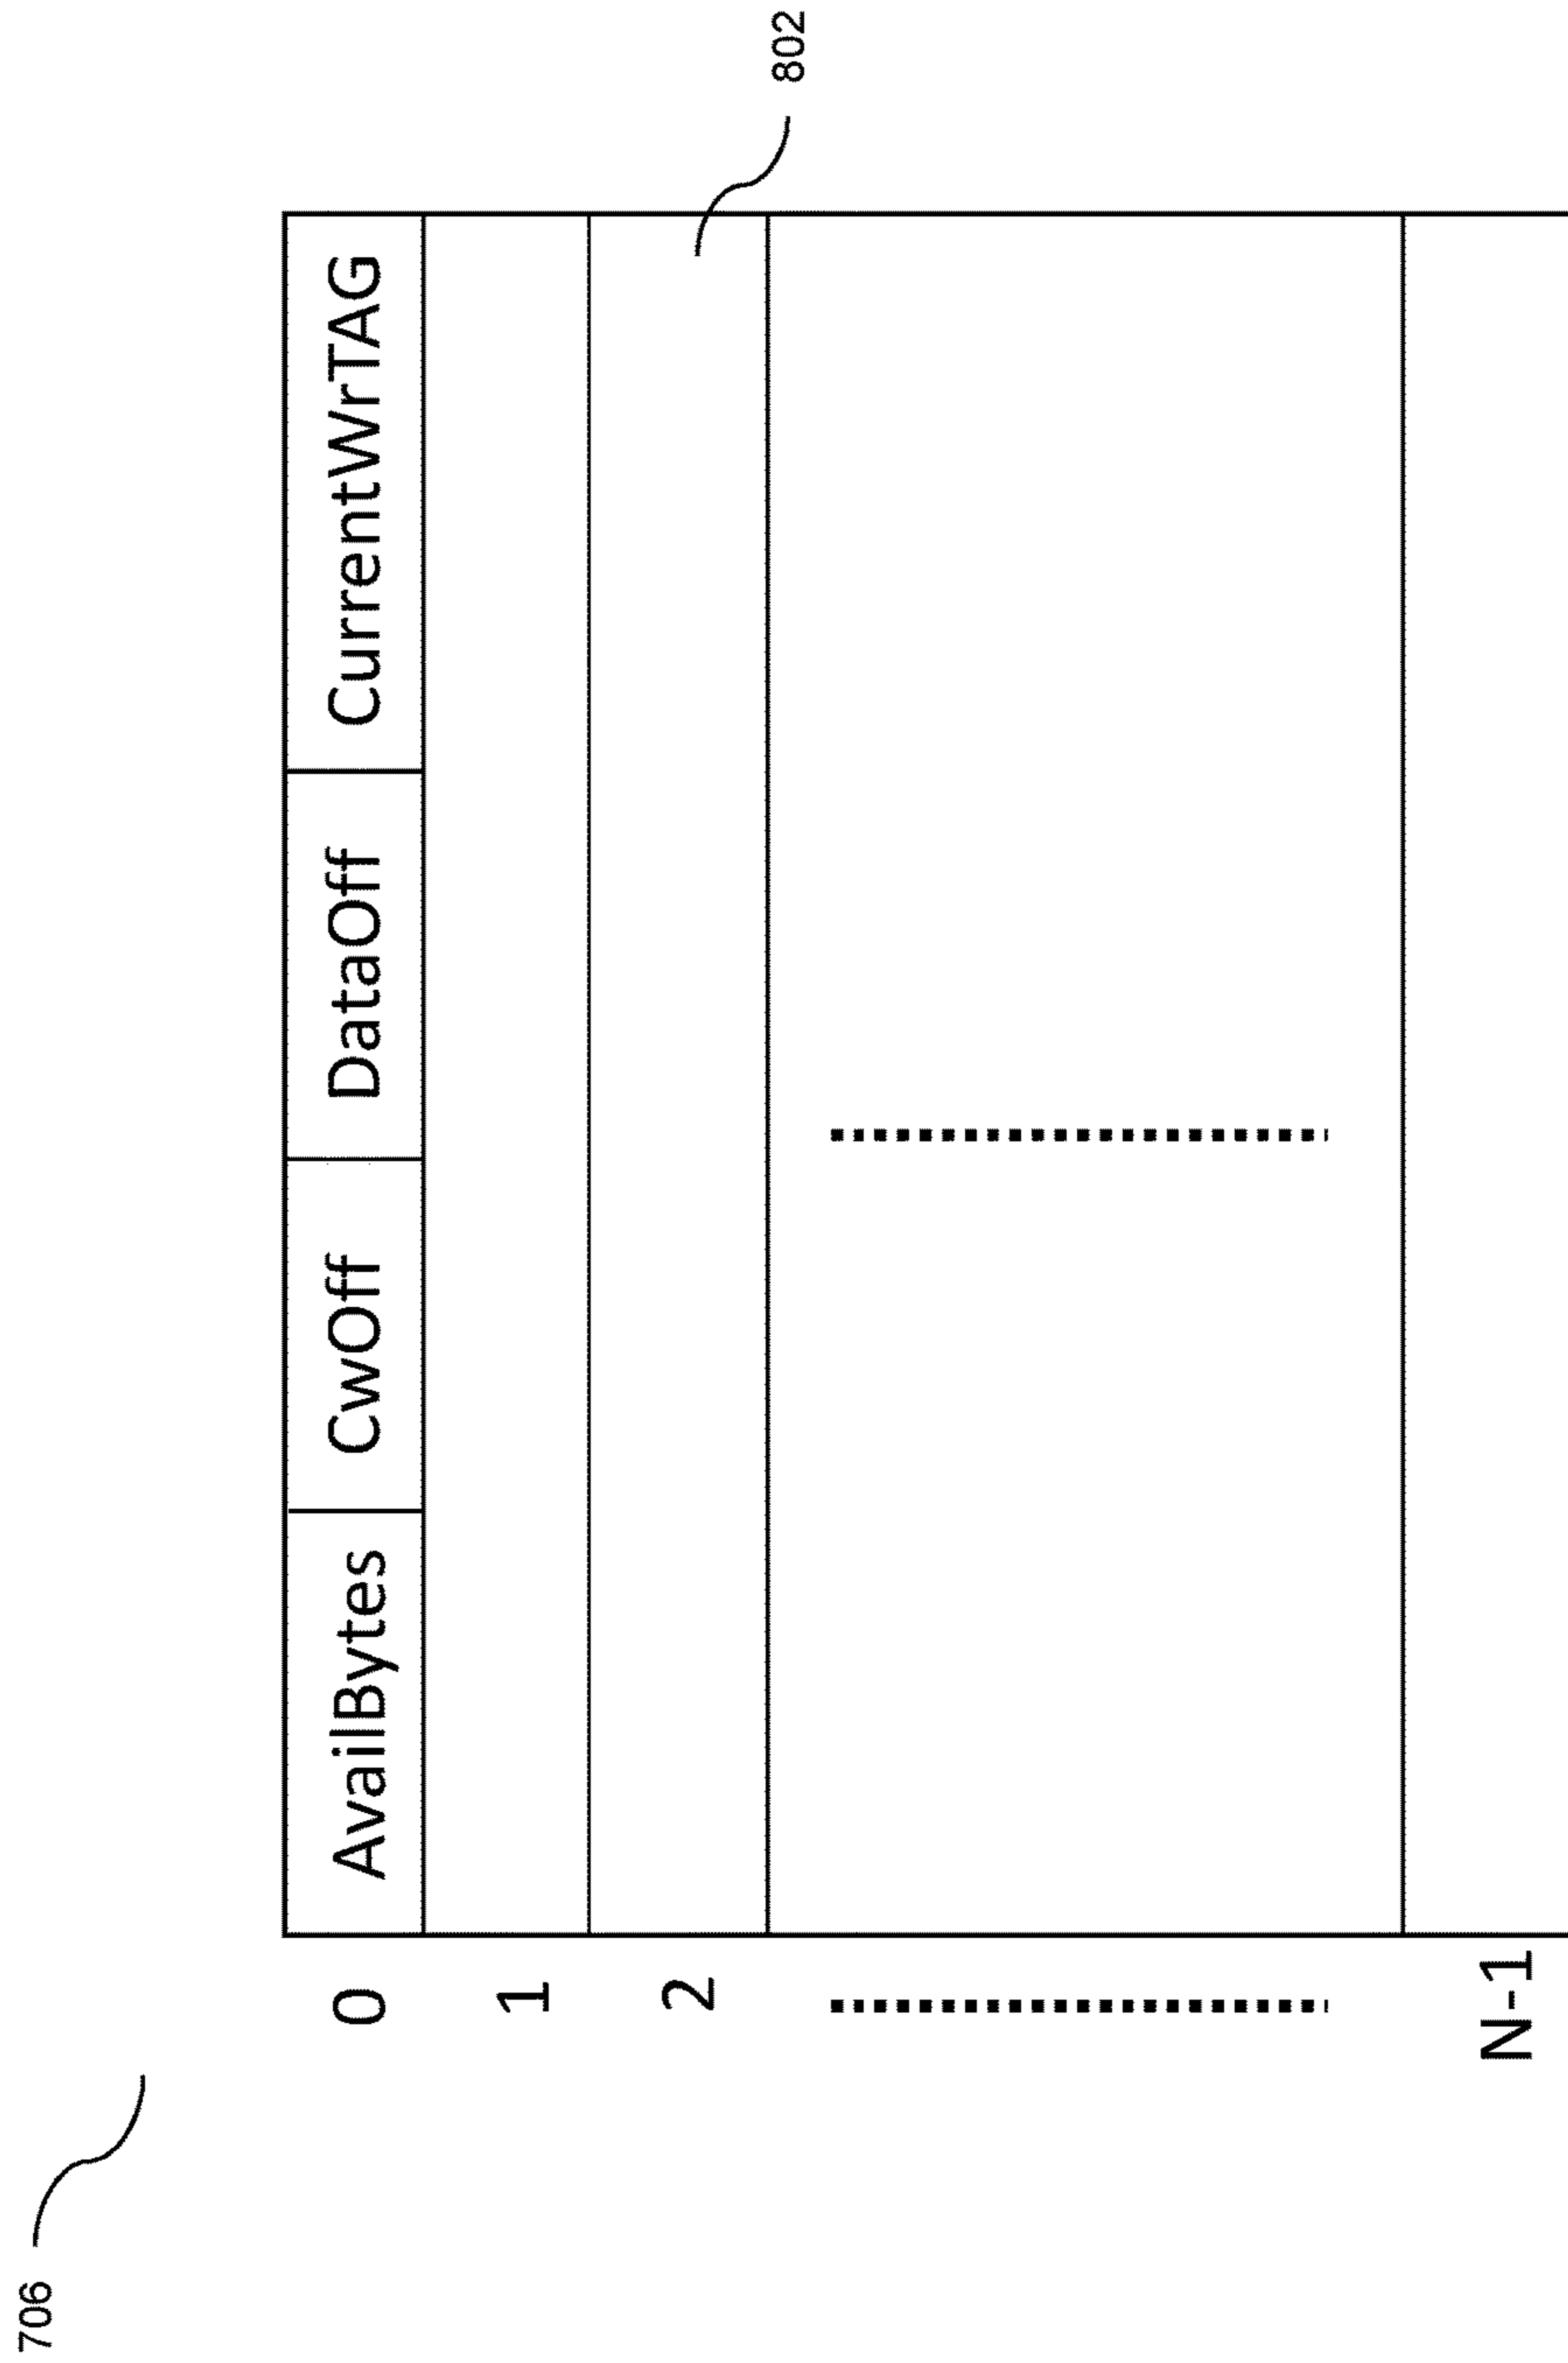 706
802
0 AvailBytes CwOff DataOff CurrentWrTAG
1
2
N-1